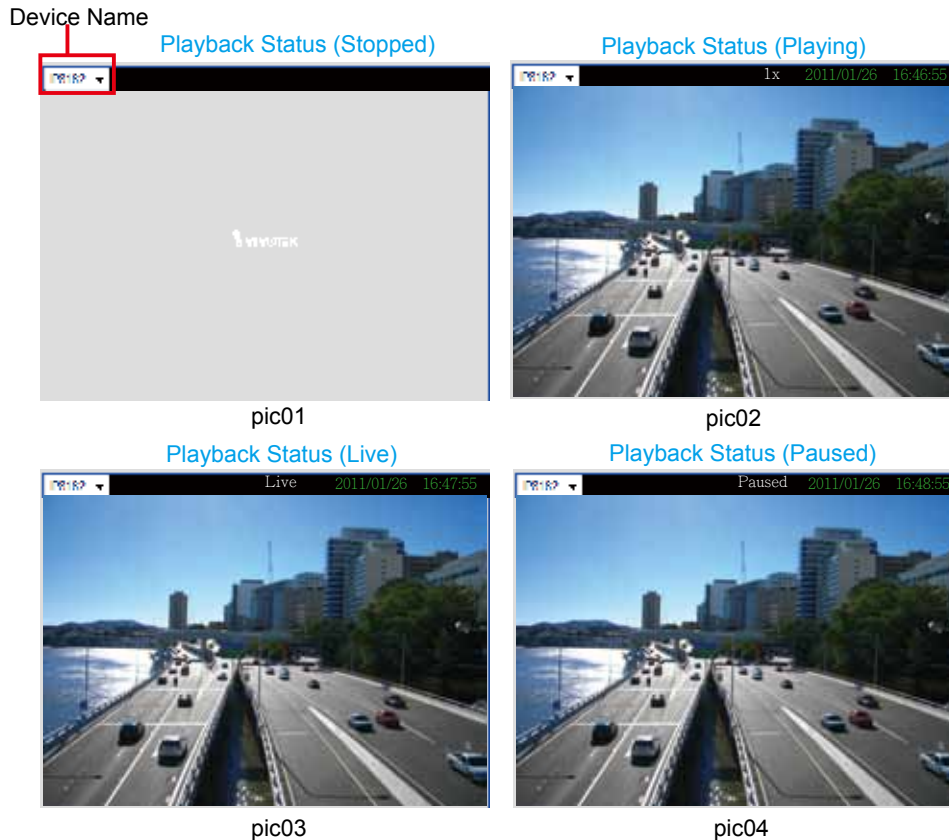 Device Name
Playback Status (Stopped)
Playback Status (Playing)
1x 2011/01/26 16:46:55
VIVOTEK
pic01
pic02
Playback Status (Live)
Playback Status (Paused)
Live 2011/01/26 16:47:55
Paused 2011/01/26 16:48:55
pic03
pic04